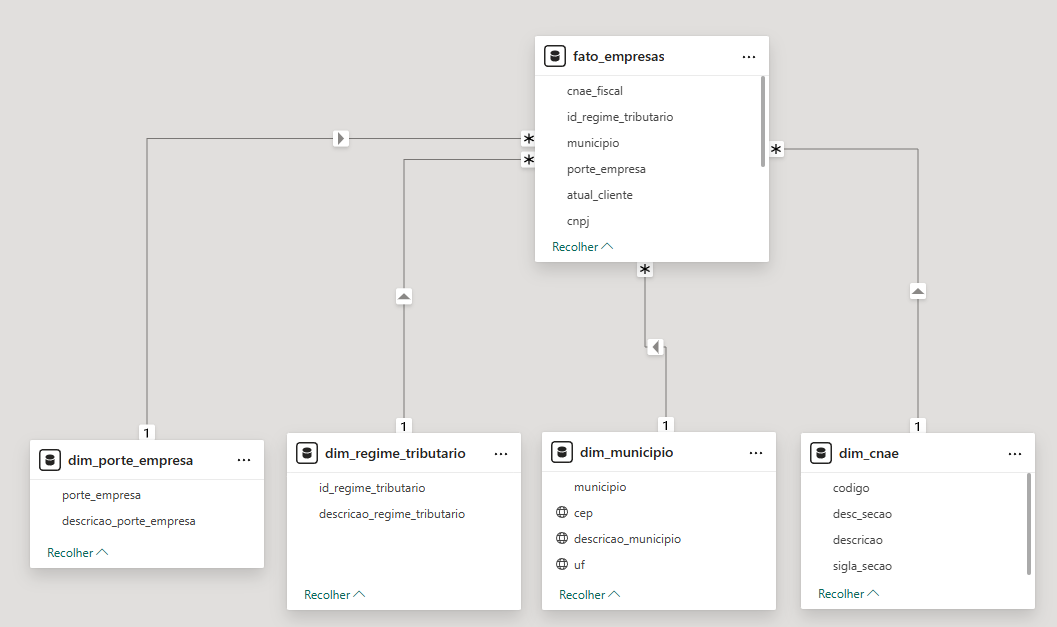 fato_empresas
cnae_fiscal
id_regime_tributario
municipio
porte_empresa
atual_cliente
cnpj
Recolher
*
*
*
*
1
1
1
1
dim_porte_empresa
porte_empresa
descricao_porte_empresa
Recolher
dim_regime_tributario
id_regime_tributario
descricao_regime_tributario
Recolher
dim_municipio
municipio
cep
descricao_municipio
uf
Recolher
dim_cnae
codigo
desc_secao
descricao
sigla_secao
Recolher